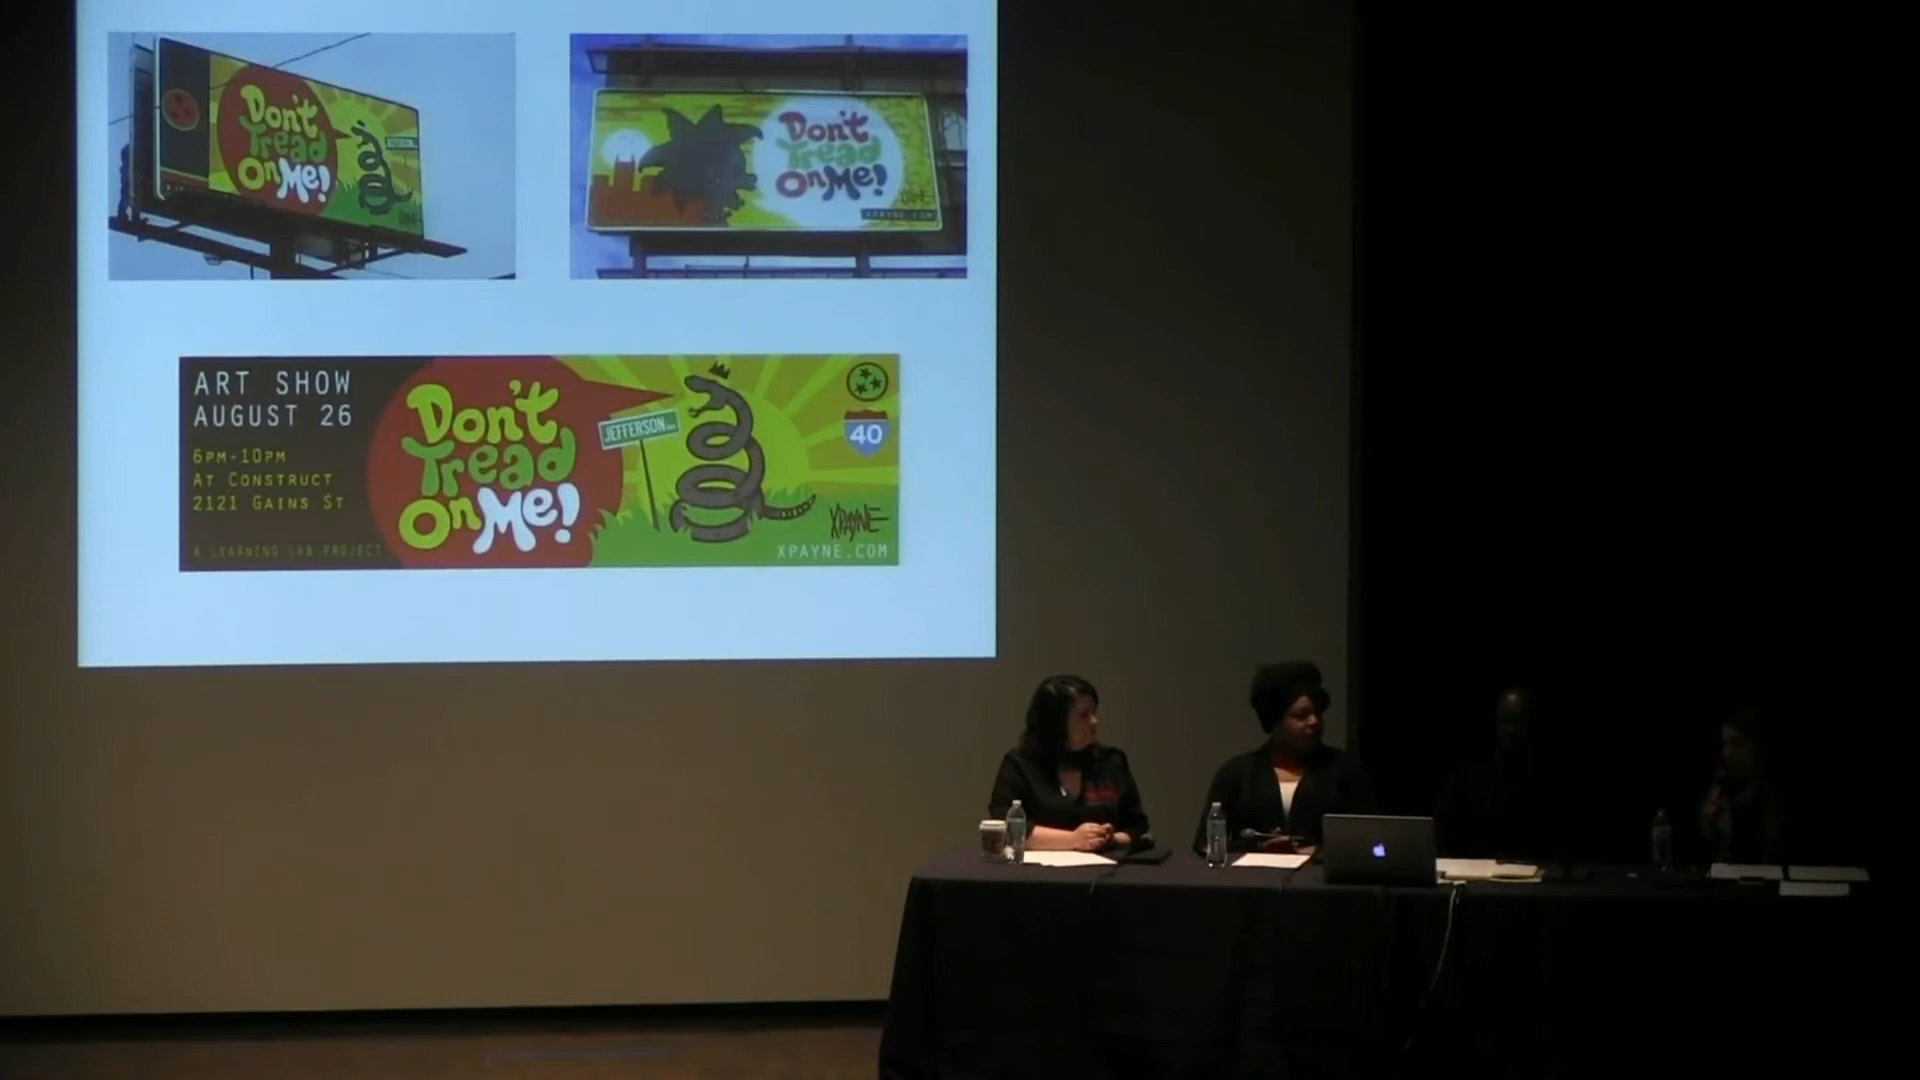 Don't
Tread
On Me!
Don't
Tread
On Me!
XPAYNE.COM
ART SHOW
AUGUST 26
6PM-10PM
AT CONSTRUCT
2121 GAINS ST
A LEARNING LAB PROJECT
Don't
Tread
On Me!
JEFFERSON
40
XPAYNE
XPAYNE.COM